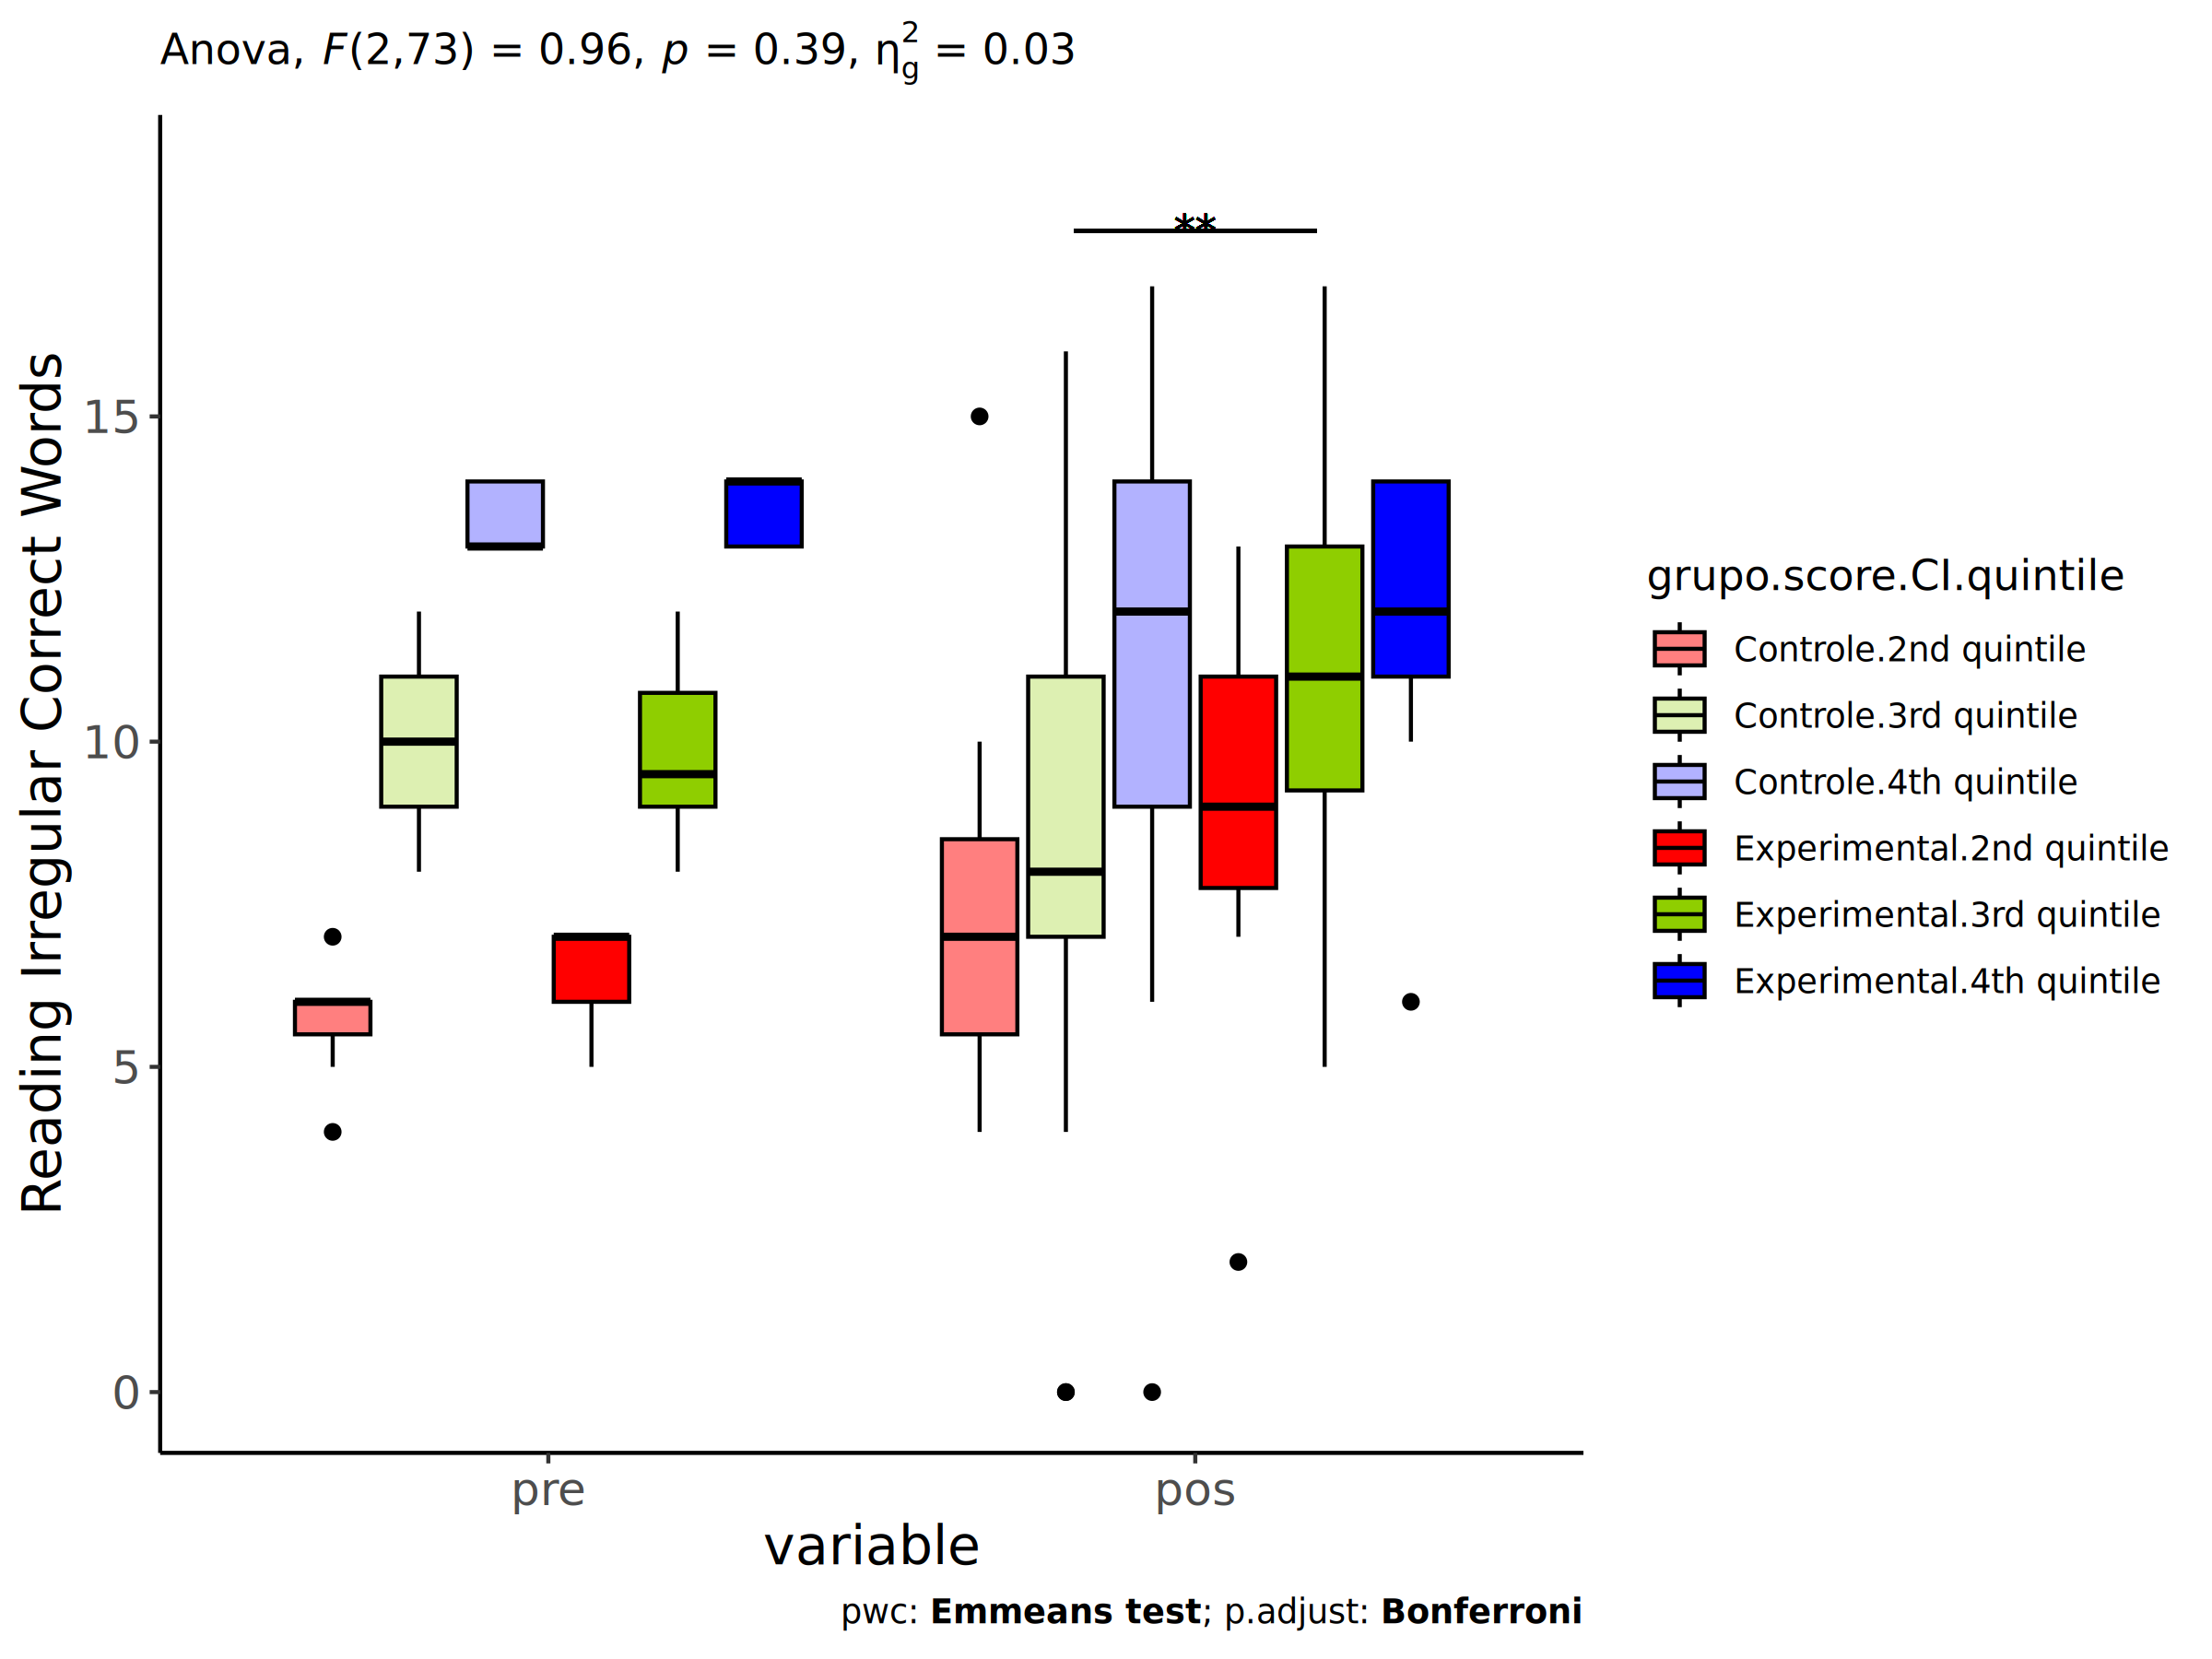 Anova, F(2,73) = 0.96, p = 0.39, η²g = 0.03
**
Reading Irregular Correct Words
15
10
5
0
pre
pos
variable
pwc: Emmeans test; p.adjust: Bonferroni
grupo.score.CI.quintile
Controle.2nd quintile
Controle.3rd quintile
Controle.4th quintile
Experimental.2nd quintile
Experimental.3rd quintile
Experimental.4th quintile